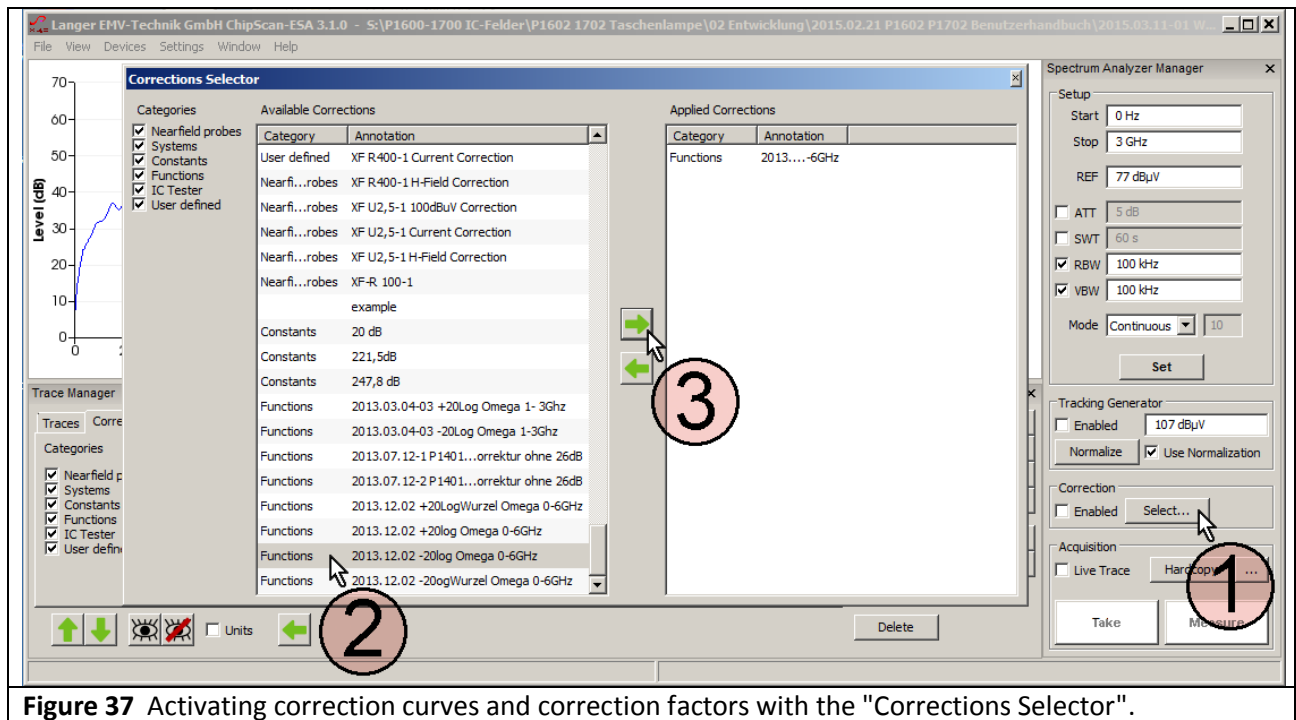 Langer EMV-Technik GmbH ChipScan-ESA 3.1.0 - S:\P1600-1700 IC-Felder\P1602 1702 Taschenlampe\02 Entwicklung\2015.02.21 P1602 P1702 Benutzerhandbuch\2015.03.11-01 W...
File View Devices Settings Window Help
70
60
50
40
30
20
10
0
0
Level (dB)
Corrections Selector
Categories
Nearfield probes
Systems
Constants
Functions
IC Tester
User defined
Available Corrections
Category Annotation
User defined XF R400-1 Current Correction
Nearfi...robes XF R400-1 H-Field Correction
Nearfi...robes XF U2,5-1 100dBuV Correction
Nearfi...robes XF U2,5-1 Current Correction
Nearfi...robes XF U2,5-1 H-Field Correction
Nearfi...robes XF-R 100-1
example
Constants 20 dB
Constants 221,5dB
Constants 247,8 dB
Functions 2013.03.04-03 +20Log Omega 1- 3Ghz
Functions 2013.03.04-03 -20Log Omega 1-3Ghz
Functions 2013.07.12-1 P1401...orrektur ohne 26dB
Functions 2013.07.12-2 P1401...orrektur ohne 26dB
Functions 2013.12.02 +20LogWurzel Omega 0-6GHz
Functions 2013.12.02 +20log Omega 0-6GHz
Functions 2013.12.02 -20log Omega 0-6GHz
Functions 2013.12.02 -20ogWurzel Omega 0-6GHz
Applied Corrections
Category Annotation
Functions 2013....-6GHz
3
2
Trace Manager
Traces Corre
Categories
Nearfield p
Systems
Constants
Functions
IC Tester
User defin
Units
Delete
Spectrum Analyzer Manager
Setup
Start 0 Hz
Stop 3 GHz
REF 77 dBµV
ATT 5 dB
SWT 60 s
RBW 100 kHz
VBW 100 kHz
Mode Continuous 10
Set
Tracking Generator
Enabled 107 dBµV
Normalize Use Normalization
Correction
Enabled Select...
Acquisition
Live Trace Hardcopy ...
1
Take Measure
Figure 37 Activating correction curves and correction factors with the "Corrections Selector".